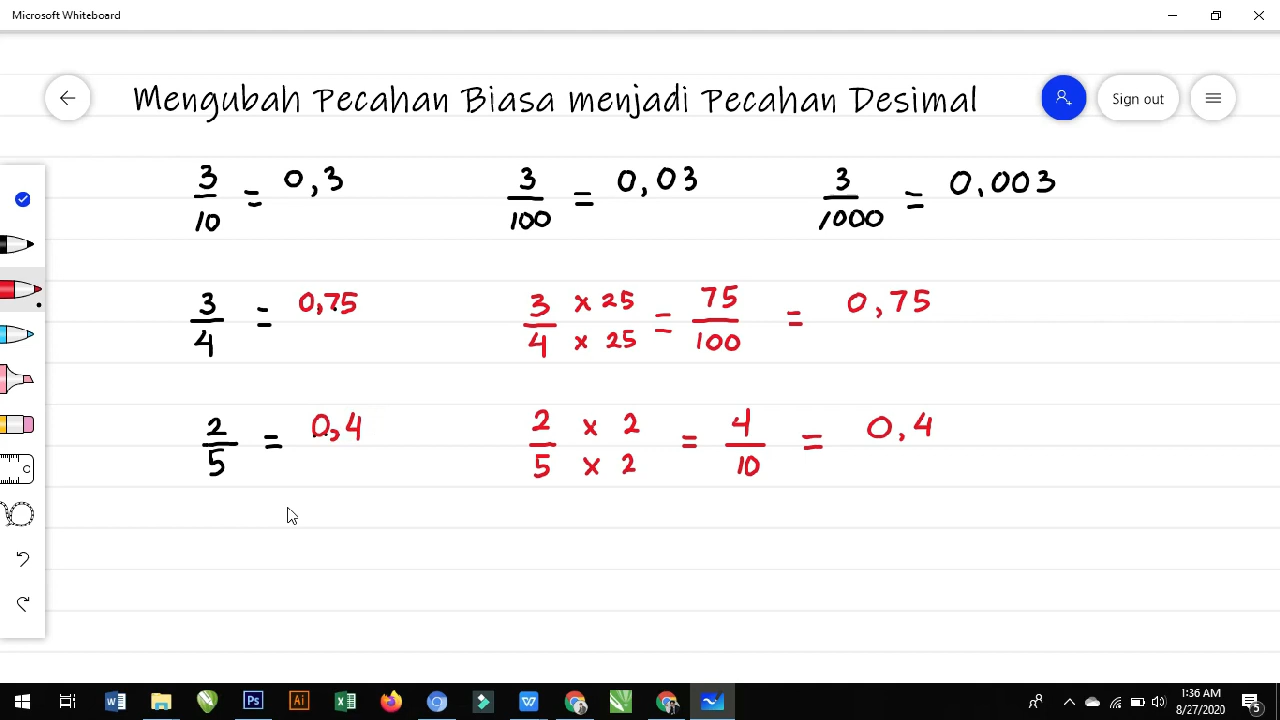 Microsoft Whiteboard
Mengubah Pecahan Biasa menjadi Pecahan Desimal
Sign out
3/10 = 0,3 3/100 = 0,03 3/1000 = 0,003
3/4 = 0,75 3/4 x 25 / x 25 = 75/100 = 0,75
2/5 = 0,4 2/5 x 2 / x 2 = 4/10 = 0,4
1:36 AM
8/27/2020
5